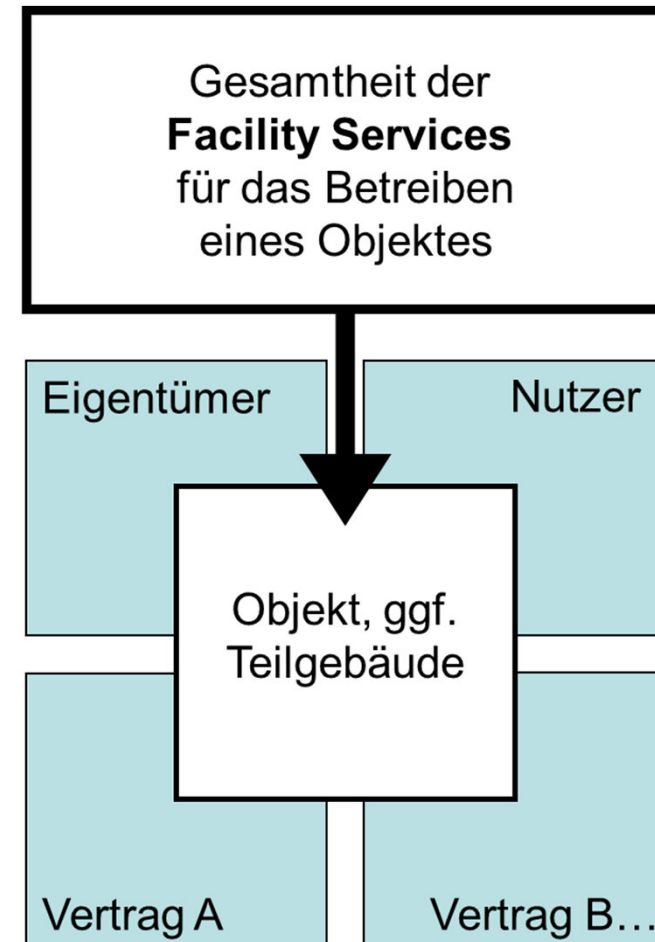 Gesamtheit der
Facility Services
für das Betreiben
eines Objektes
Eigentümer
Nutzer
Objekt, ggf.
Teilgebäude
Vertrag A
Vertrag B…